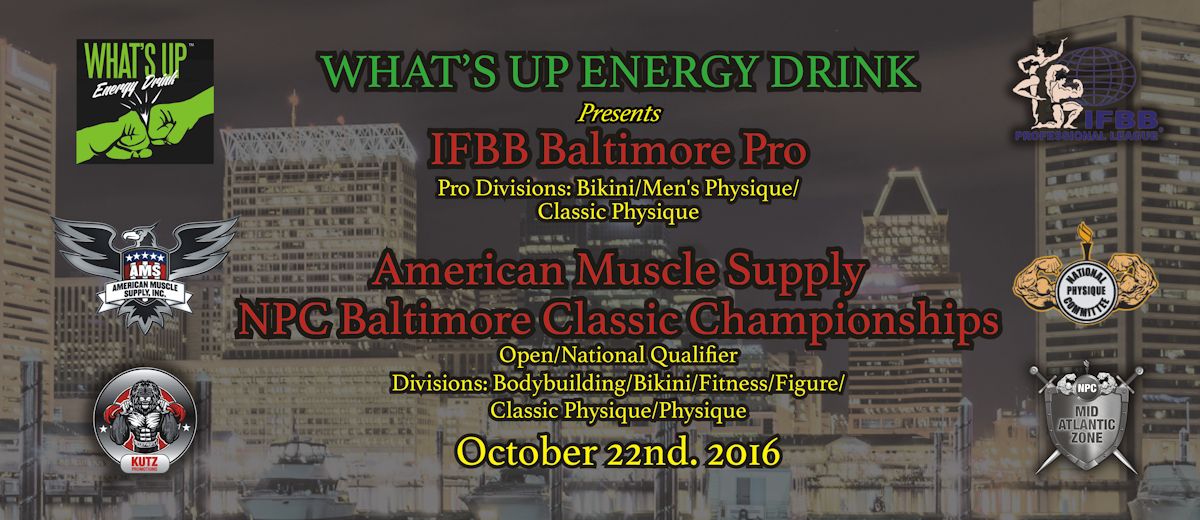 WHAT'S UP™
Energy Drink
WHAT'S UP ENERGY DRINK
Presents
IFBB Baltimore Pro
Pro Divisions: Bikini/Men's Physique/
Classic Physique
IFBB
PROFESSIONAL LEAGUE®
AMS
AMERICAN MUSCLE
SUPPLY, INC.
American Muscle Supply
NPC Baltimore Classic Championships
Open/National Qualifier
Divisions: Bodybuilding/Bikini/Fitness/Figure/
Classic Physique/Physique
October 22nd. 2016
NATIONAL
PHYSIQUE
COMMITTEE
KUTZ
PROMOTIONS
NPC
MID
ATLANTIC
ZONE